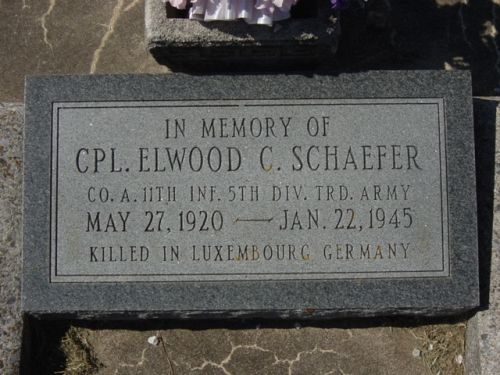 IN MEMORY OF
CPL. ELWOOD C. SCHAEFER
CO. A. 11TH INF. 5TH DIV. TRD. ARMY
MAY 27, 1920 — JAN. 22, 1945
KILLED IN LUXEMBOURG GERMANY